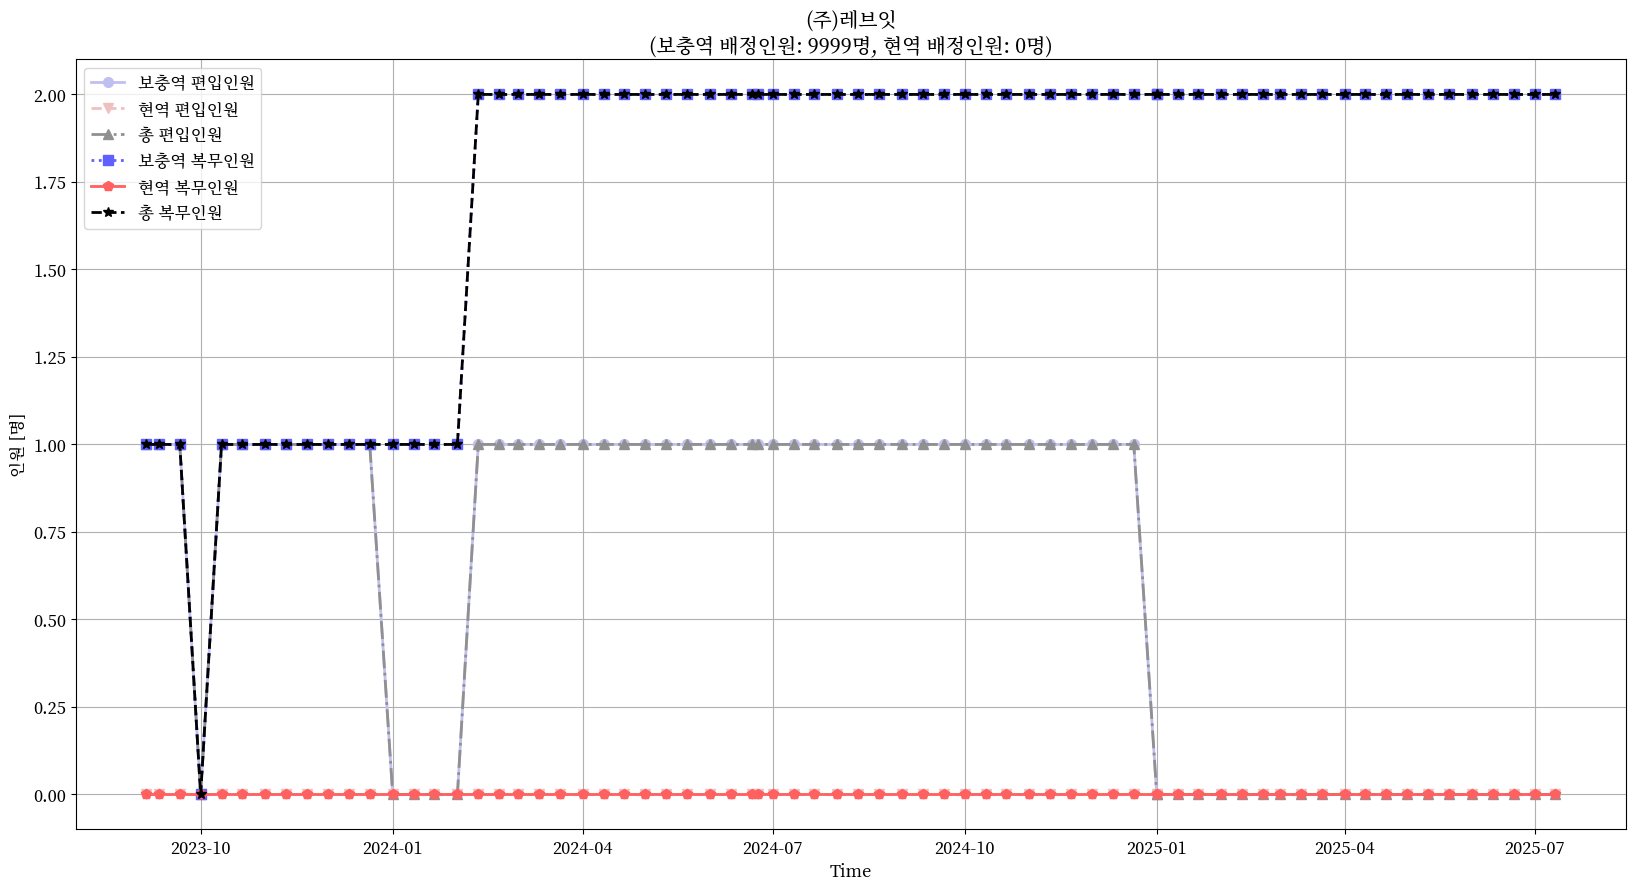 (주)레브잇
(보충역 배정인원: 9999명, 현역 배정인원: 0명)
보충역 편입인원
현역 편입인원
총 편입인원
보충역 복무인원
현역 복무인원
총 복무인원
2.00
1.75
1.50
1.25
1.00
0.75
0.50
0.25
0.00
인원 [명]
2023-10
2024-01
2024-04
2024-07
2024-10
2025-01
2025-04
2025-07
Time